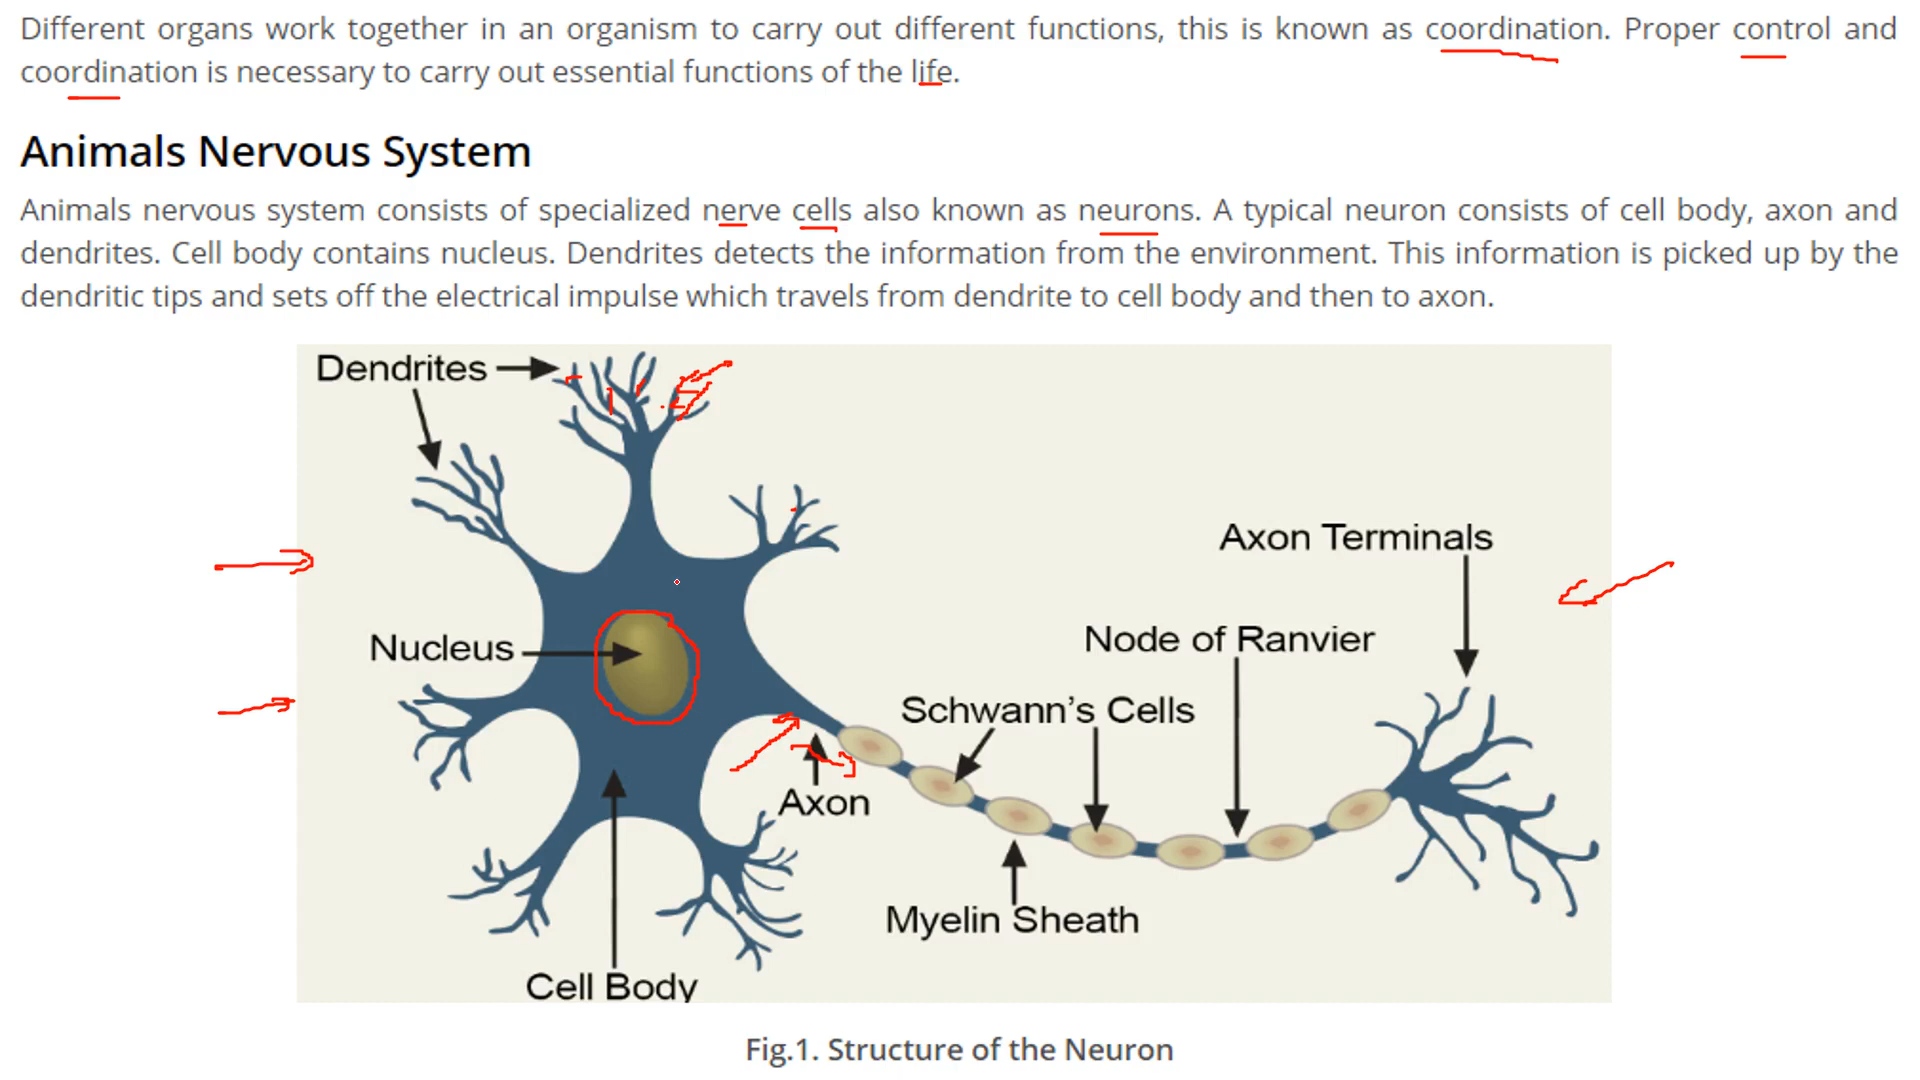 Different organs work together in an organism to carry out different functions, this is known as coordination. Proper control and
coordination is necessary to carry out essential functions of the life.
Animals Nervous System
Animals nervous system consists of specialized nerve cells also known as neurons. A typical neuron consists of cell body, axon and
dendrites. Cell body contains nucleus. Dendrites detects the information from the environment. This information is picked up by the
dendritic tips and sets off the electrical impulse which travels from dendrite to cell body and then to axon.
Dendrites
Axon Terminals
Node of Ranvier
Nucleus
Schwann's Cells
Axon
Myelin Sheath
Cell Body
Fig.1. Structure of the Neuron